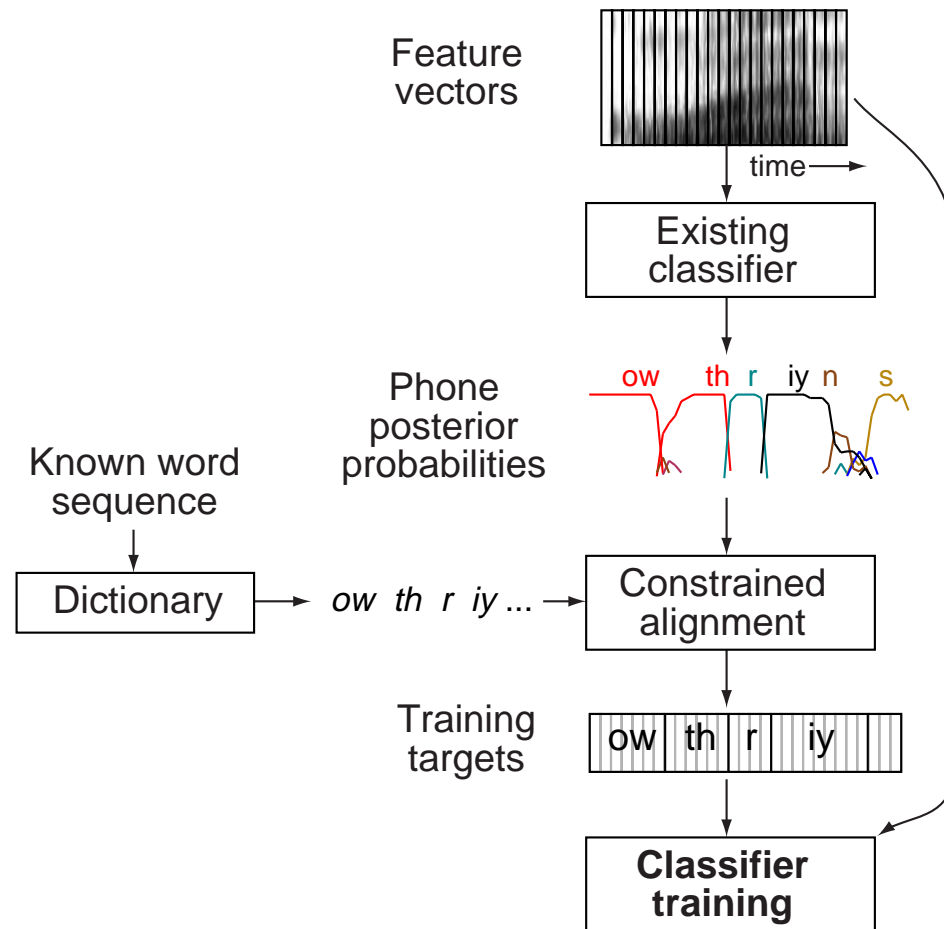 Feature
vectors
time
Existing
classifier
ow th r iy n s
Phone
posterior
probabilities
Known word
sequence
Dictionary
ow th r iy ...
Constrained
alignment
Training
targets
ow th r iy
Classifier
training